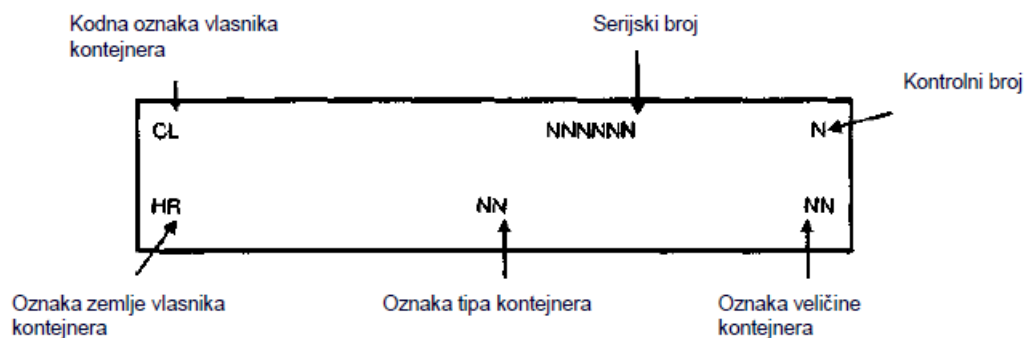 Kodna oznaka vlasnika
kontejnera
Serijski broj
Kontrolni broj
CL
NNNNNN
N
HR
NN
NN
Oznaka zemlje vlasnika
kontejnera
Oznaka tipa kontejnera
Oznaka veličine
kontejnera